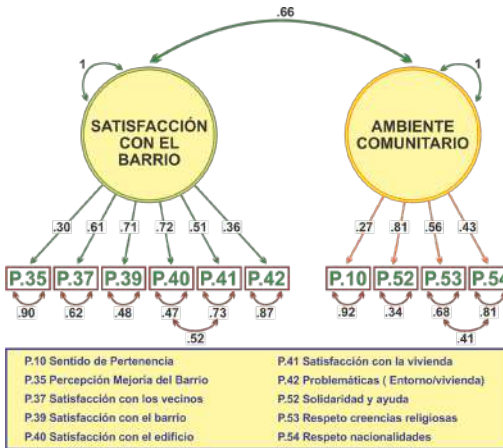 .66
1
1
SATISFACCIÓN
CON EL
BARRIO
AMBIENTE
COMUNITARIO
.30 .61 .71 .72 .51 .36
.27 .81 .56 .43
P.35 P.37 P.39 P.40 P.41 P.42
P.10 P.52 P.53 P.54
.90 .62 .48 .47 .73 .87
.92 .34 .68 .81
.52
.41
P.10 Sentido de Pertenencia
P.35 Percepción Mejoría del Barrio
P.37 Satisfacción con los vecinos
P.39 Satisfacción con el barrio
P.40 Satisfacción con el edificio
P.41 Satisfacción con la vivienda
P.42 Problemáticas ( Entorno/vivienda)
P.52 Solidaridad y ayuda
P.53 Respeto creencias religiosas
P.54 Respeto nacionalidades